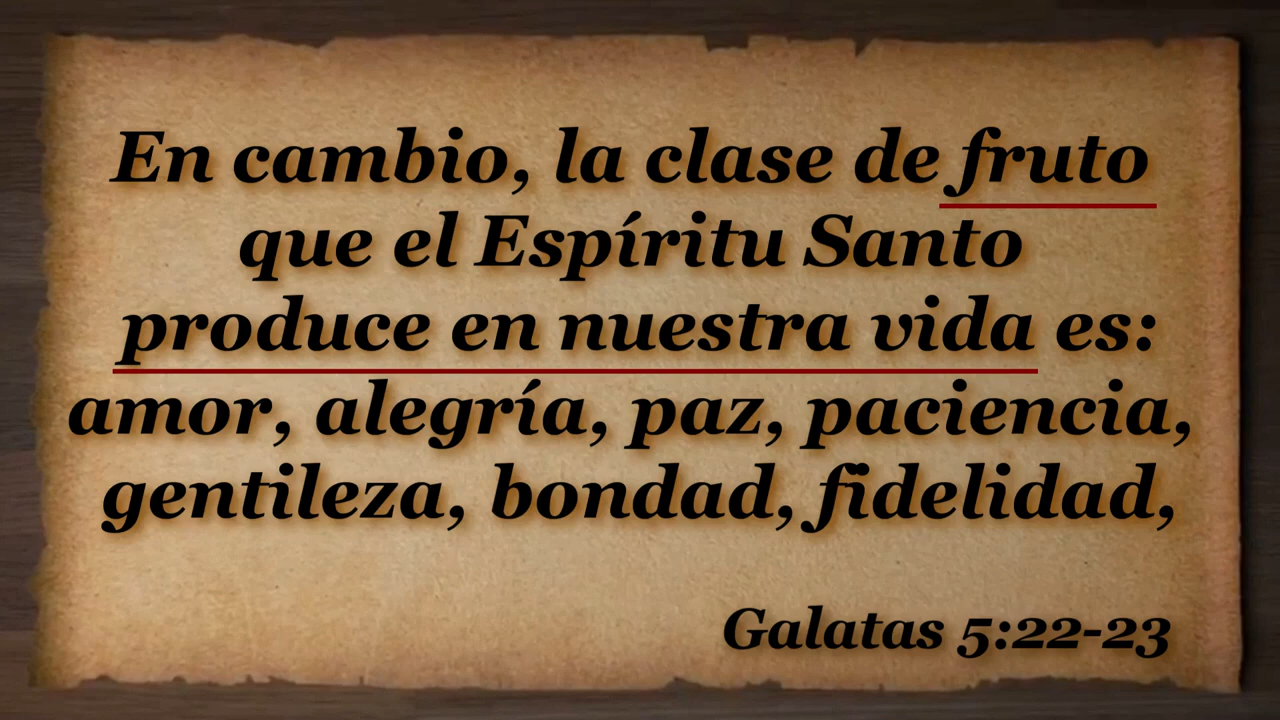 En cambio, la clase de fruto
que el Espíritu Santo
produce en nuestra vida es:
amor, alegría, paz, paciencia,
gentileza, bondad, fidelidad,
Galatas 5:22-23